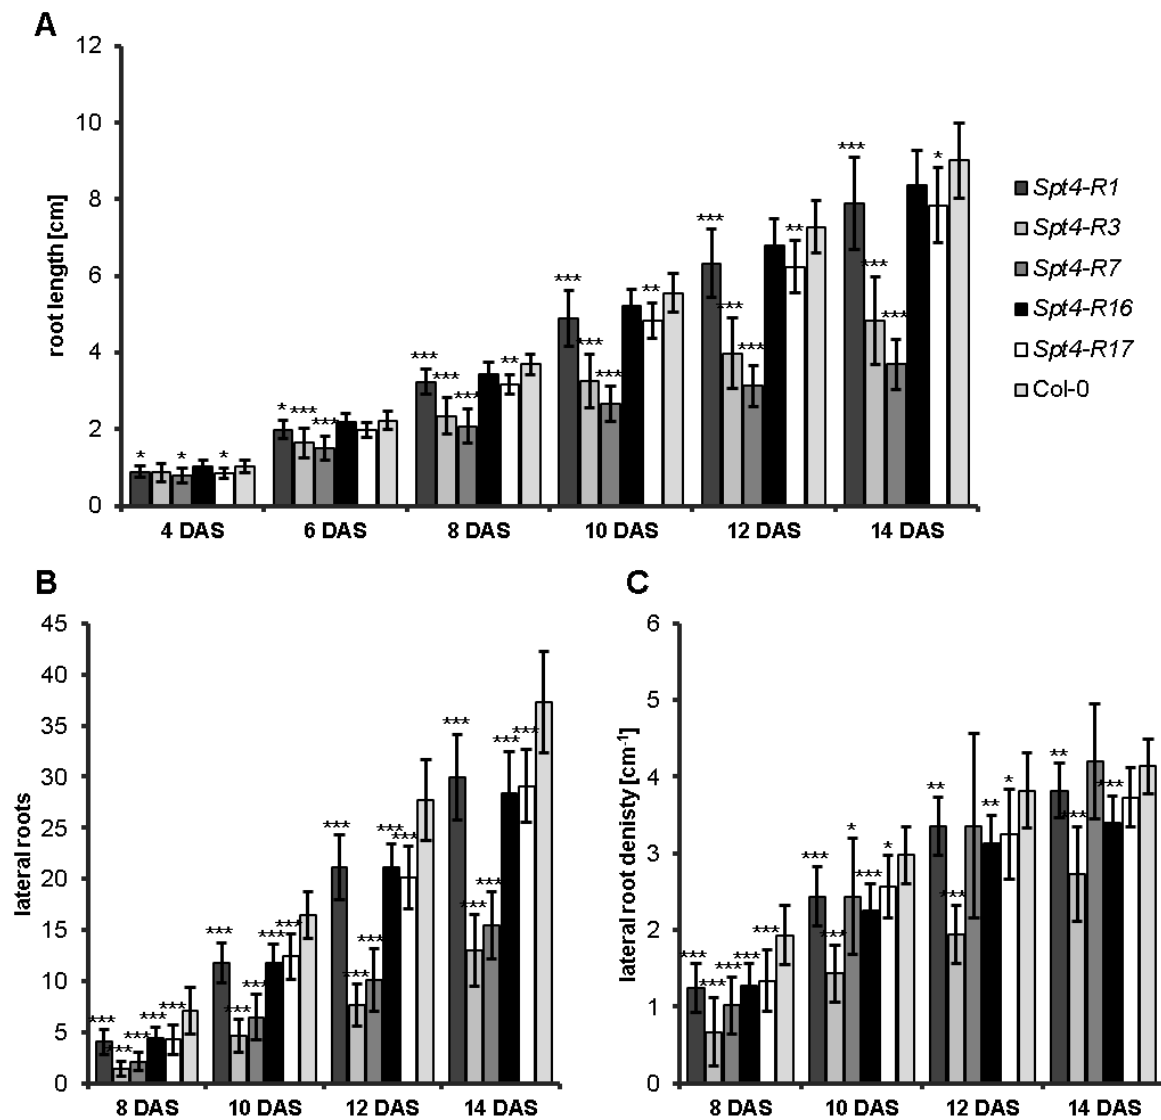 A
12
10
8
6
4
2
0
root length [cm]
* * *
* *** ***
*** *** *** **
*** *** *** **
*** *** *** **
*** *** *** *
4 DAS 6 DAS 8 DAS 10 DAS 12 DAS 14 DAS
Spt4-R1
Spt4-R3
Spt4-R7
Spt4-R16
Spt4-R17
Col-0
B
45
40
35
30
25
20
15
10
5
0
lateral roots
*** *** *** *** ***
*** *** *** *** ***
*** *** *** *** ***
*** *** *** *** ***
8 DAS 10 DAS 12 DAS 14 DAS
C
6
5
4
3
2
1
0
lateral root denisty [cm⁻¹]
*** *** *** *** ***
*** *** * *** *
** *** ** *
** *** ***
8 DAS 10 DAS 12 DAS 14 DAS